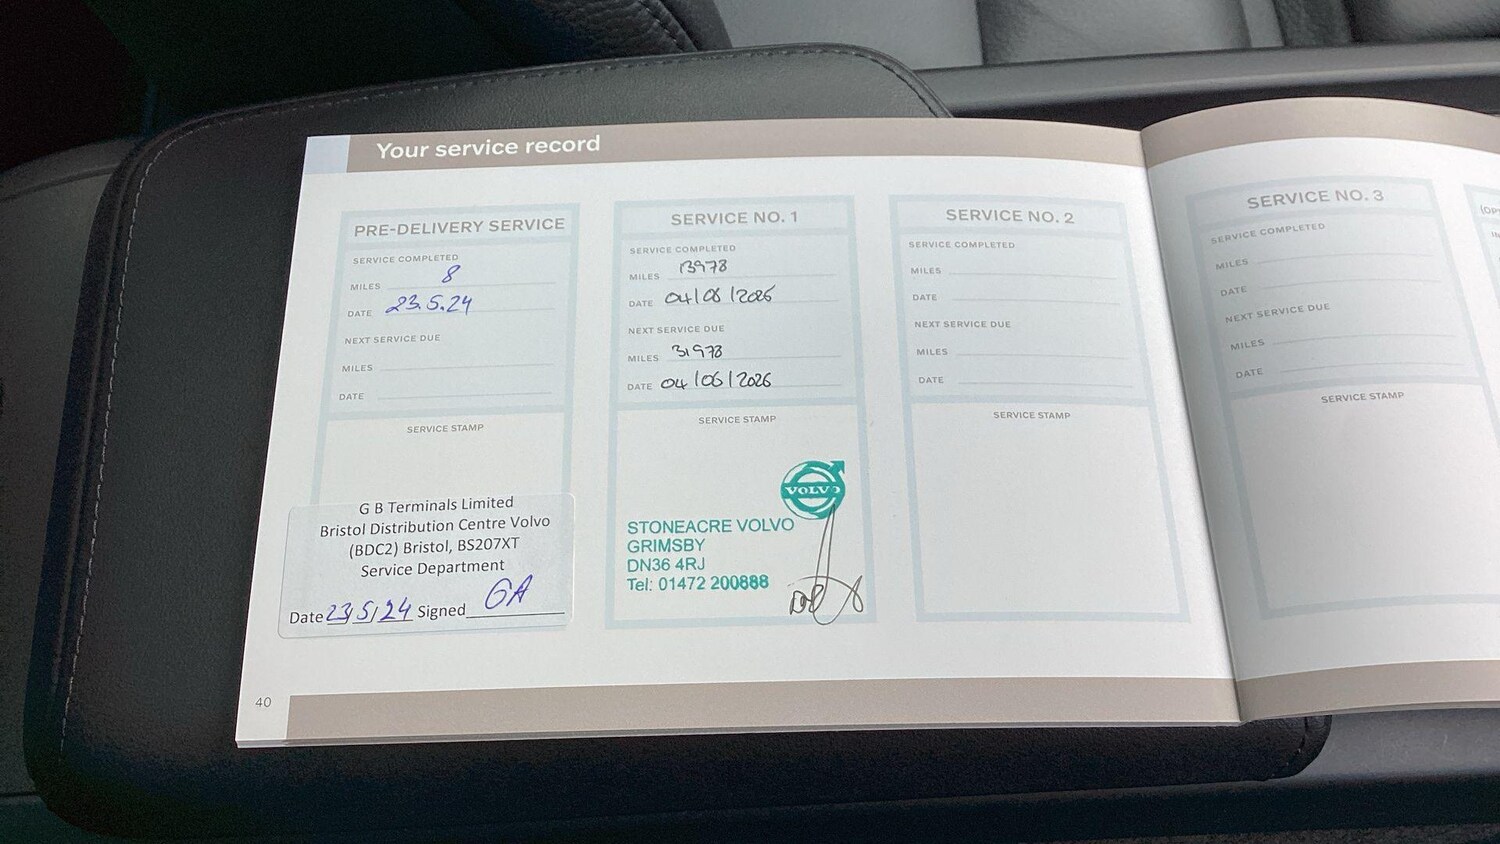 Your service record
PRE-DELIVERY SERVICE
SERVICE COMPLETED
MILES 8
DATE 23.5.24
NEXT SERVICE DUE
MILES
DATE
SERVICE STAMP
G B Terminals Limited
Bristol Distribution Centre Volvo
(BDC2) Bristol, BS207XT
Service Department
Date 23/5/24 Signed GA
SERVICE NO. 1
SERVICE COMPLETED
MILES 13978
DATE 04/06/2025
NEXT SERVICE DUE
MILES 31978
DATE 04/06/2026
SERVICE STAMP
VOLVO
STONEACRE VOLVO
GRIMSBY
DN36 4RJ
Tel: 01472 200888
SERVICE NO. 2
SERVICE COMPLETED
MILES
DATE
NEXT SERVICE DUE
MILES
DATE
SERVICE STAMP
SERVICE NO. 3
SERVICE COMPLETED
MILES
DATE
NEXT SERVICE DUE
MILES
DATE
SERVICE STAMP
40